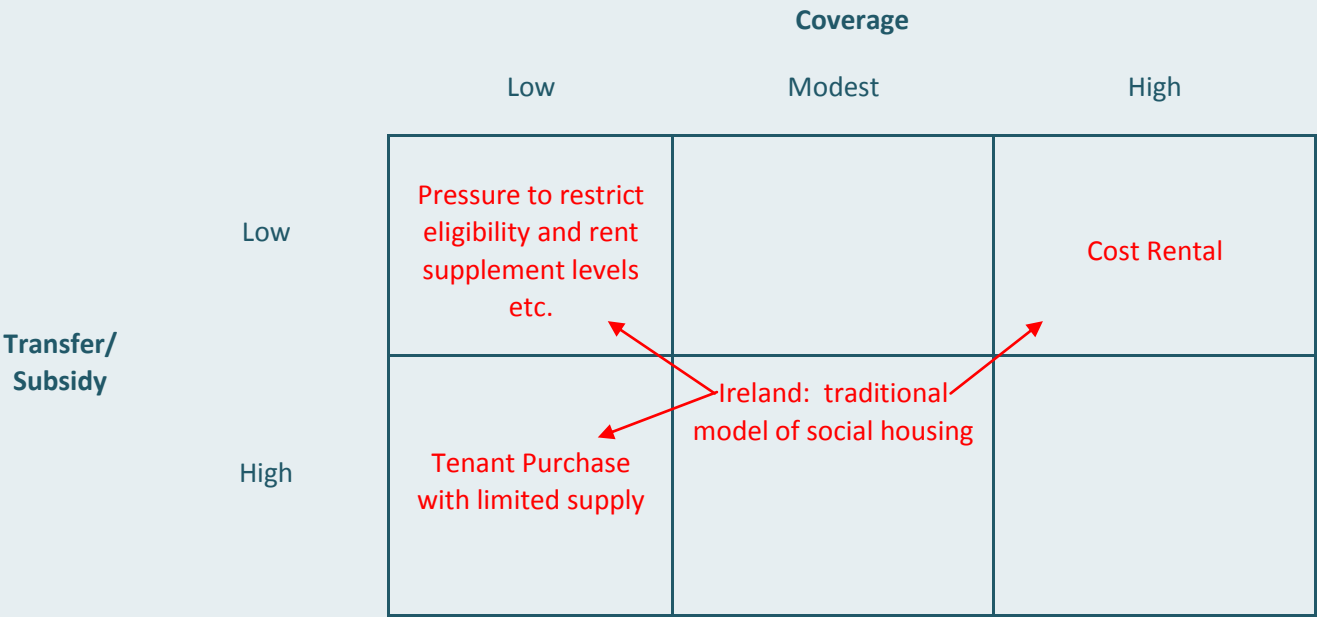 Coverage
Low
Modest
High
Transfer/
Subsidy
Low
Pressure to restrict
eligibility and rent
supplement levels
etc.
Cost Rental
High
Tenant Purchase
with limited supply
Ireland: traditional
model of social housing